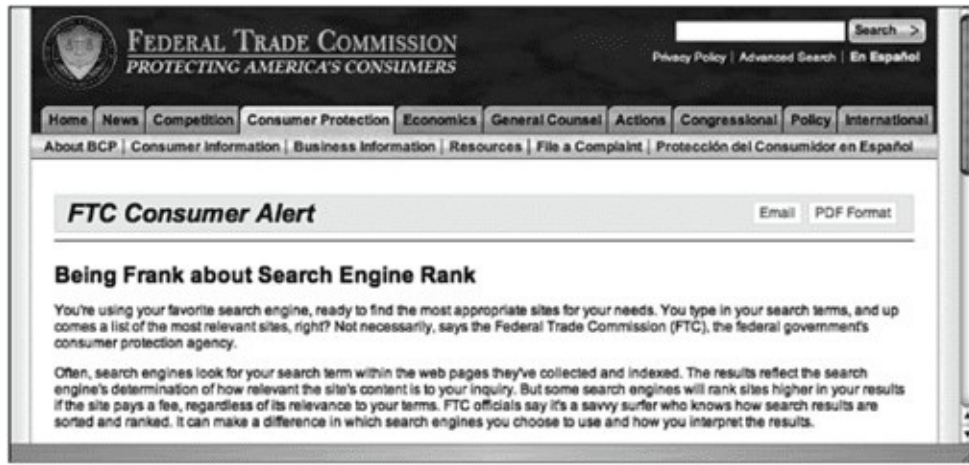 FEDERAL TRADE COMMISSION
PROTECTING AMERICA'S CONSUMERS
Search >
Privacy Policy | Advanced Search | En Español
Home News Competition Consumer Protection Economics General Counsel Actions Congressional Policy International
About BCP | Consumer Information | Business Information | Resources | File a Complaint | Protección del Consumidor en Español
FTC Consumer Alert
Email PDF Format
Being Frank about Search Engine Rank
You're using your favorite search engine, ready to find the most appropriate sites for your needs. You type in your search terms, and up
comes a list of the most relevant sites, right? Not necessarily, says the Federal Trade Commission (FTC), the federal government's
consumer protection agency.
Often, search engines look for your search term within the web pages they've collected and indexed. The results reflect the search
engine's determination of how relevant the site's content is to your inquiry. But some search engines will rank sites higher in your results
if the site pays a fee, regardless of its relevance to your terms. FTC officials say it's a savvy surfer who knows how search results are
sorted and ranked. It can make a difference in which search engines you choose to use and how you interpret the results.